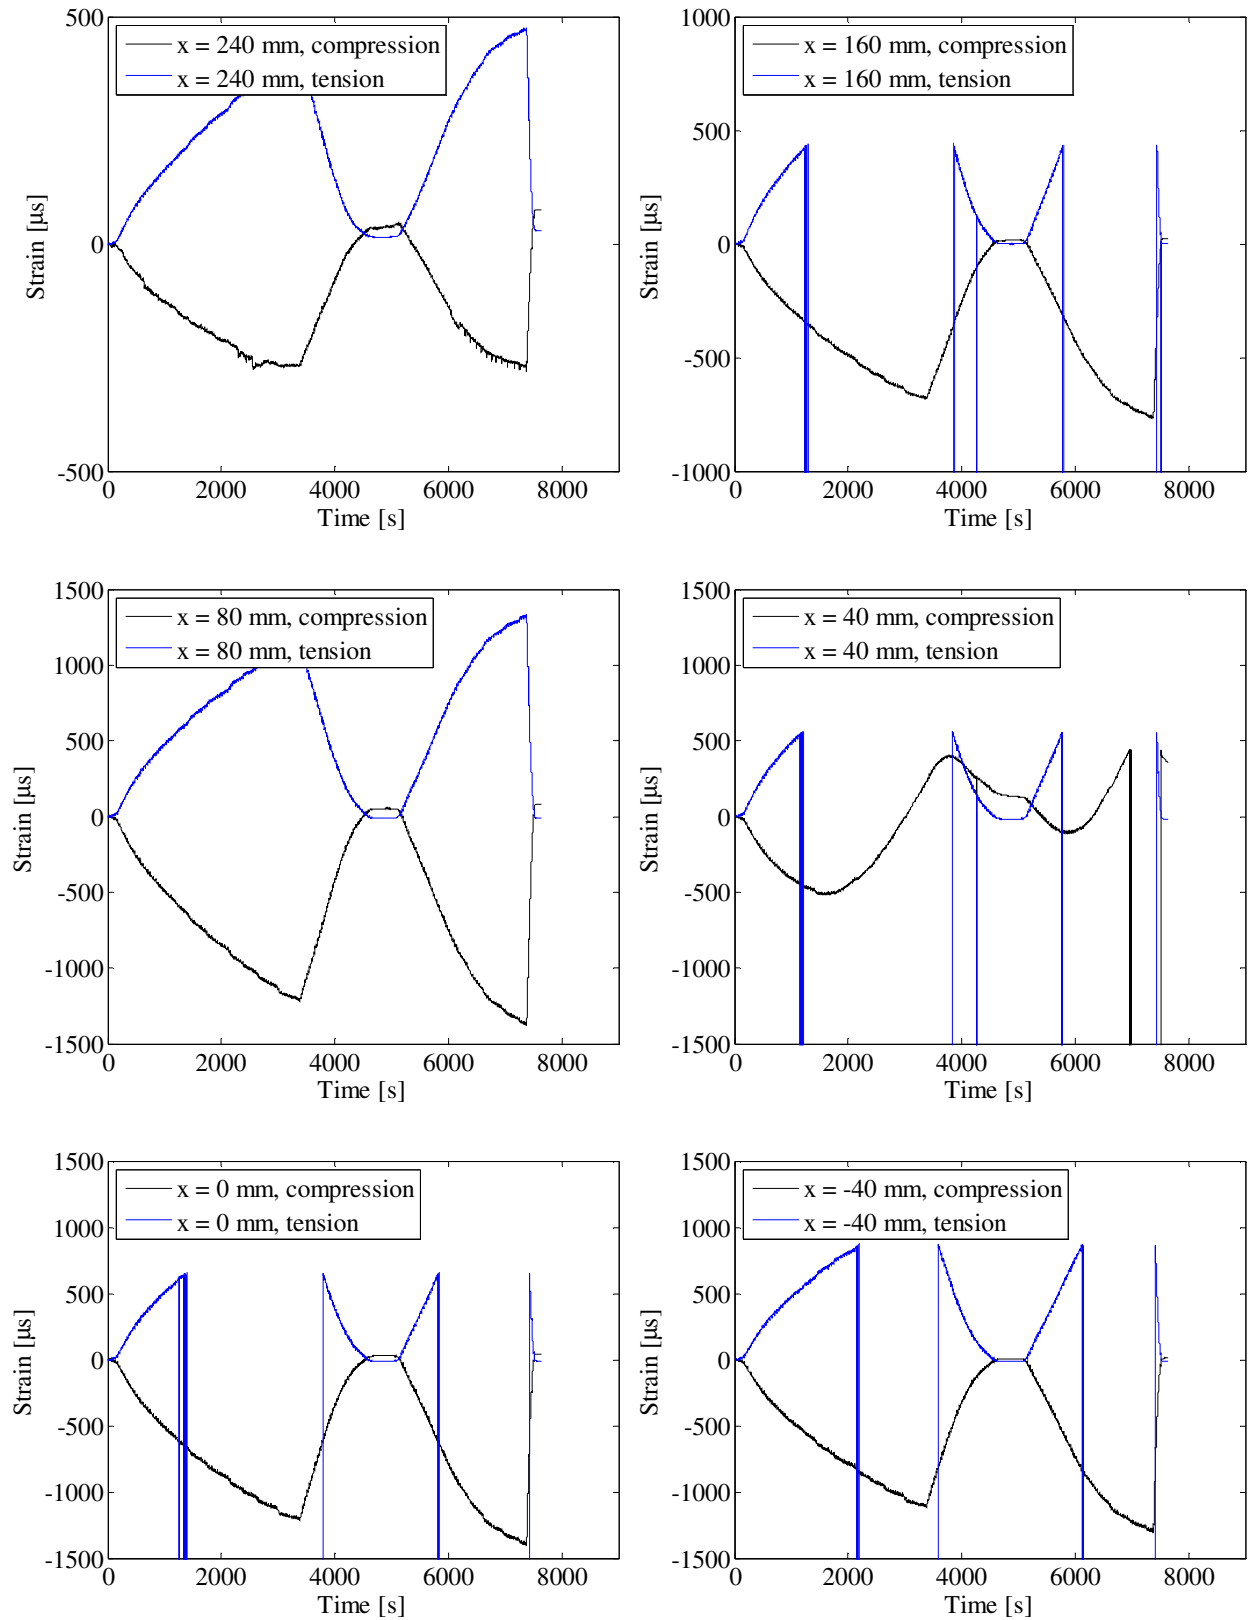 x = 240 mm, compression
x = 240 mm, tension
500
0
-500
Strain [µs]
0 2000 4000 6000 8000
Time [s]
x = 160 mm, compression
x = 160 mm, tension
1000
500
0
-500
-1000
Strain [µs]
0 2000 4000 6000 8000
Time [s]
x = 80 mm, compression
x = 80 mm, tension
1500
1000
500
0
-500
-1000
-1500
Strain [µs]
0 2000 4000 6000 8000
Time [s]
x = 40 mm, compression
x = 40 mm, tension
1500
1000
500
0
-500
-1000
-1500
Strain [µs]
0 2000 4000 6000 8000
Time [s]
x = 0 mm, compression
x = 0 mm, tension
1500
1000
500
0
-500
-1000
-1500
Strain [µs]
0 2000 4000 6000 8000
Time [s]
x = -40 mm, compression
x = -40 mm, tension
1500
1000
500
0
-500
-1000
-1500
Strain [µs]
0 2000 4000 6000 8000
Time [s]